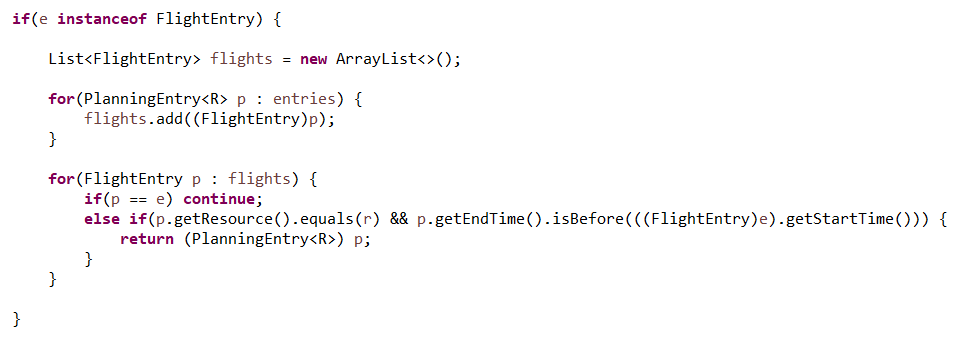 if(e instanceof FlightEntry) {
List<FlightEntry> flights = new ArrayList<>();
for(PlanningEntry<R> p : entries) {
flights.add((FlightEntry)p);
}
for(FlightEntry p : flights) {
if(p == e) continue;
else if(p.getResource().equals(r) && p.getEndTime().isBefore(((FlightEntry)e).getStartTime())) {
return (PlanningEntry<R>) p;
}
}
}